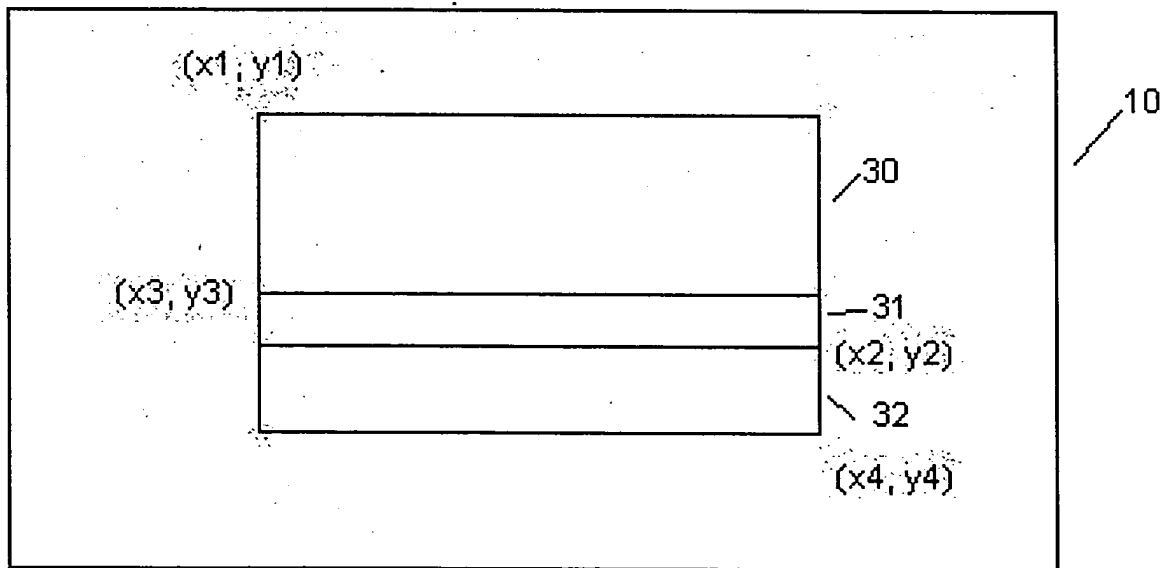 (x1, y1)
10
30
(x3, y3)
31
(x2, y2)
32
(x4, y4)